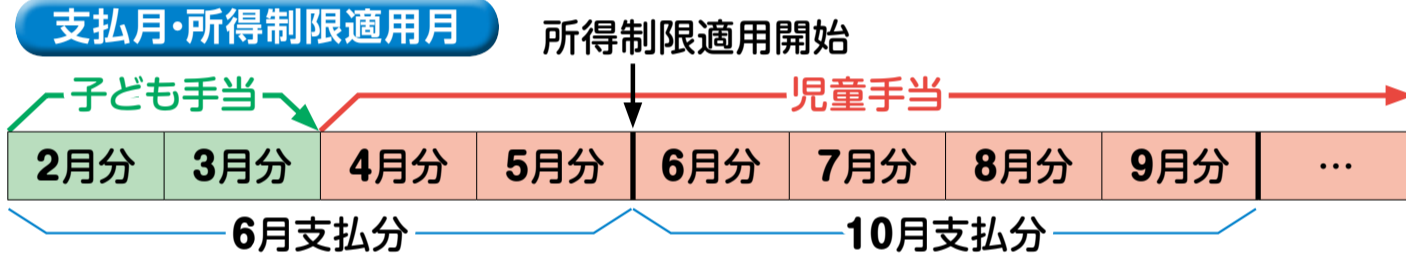 支払月・所得制限適用月
所得制限適用開始
子ども手当
児童手当
2月分 3月分 4月分 5月分 6月分 7月分 8月分 9月分 …
6月支払分 10月支払分